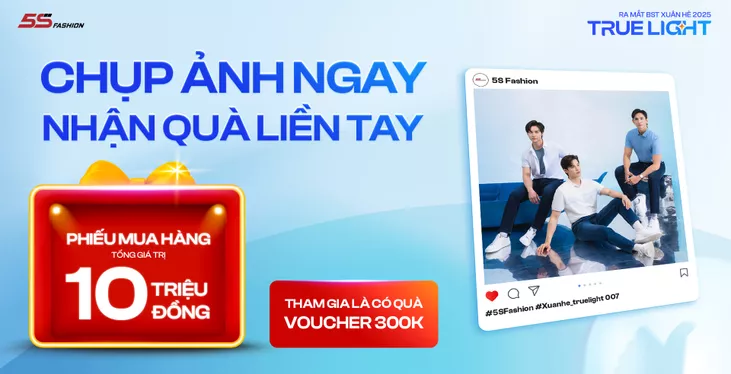 5S FASHION
RA MẮT BST XUÂN HÈ 2025
TRUE LIGHT
CHỤP ẢNH NGAY
NHẬN QUÀ LIỀN TAY
PHIẾU MUA HÀNG
TỔNG GIÁ TRỊ
10 TRIỆU ĐỒNG
THAM GIA LÀ CÓ QUÀ
VOUCHER 300K
5S Fashion
#5SFashion #Xuanhe_truelight 007